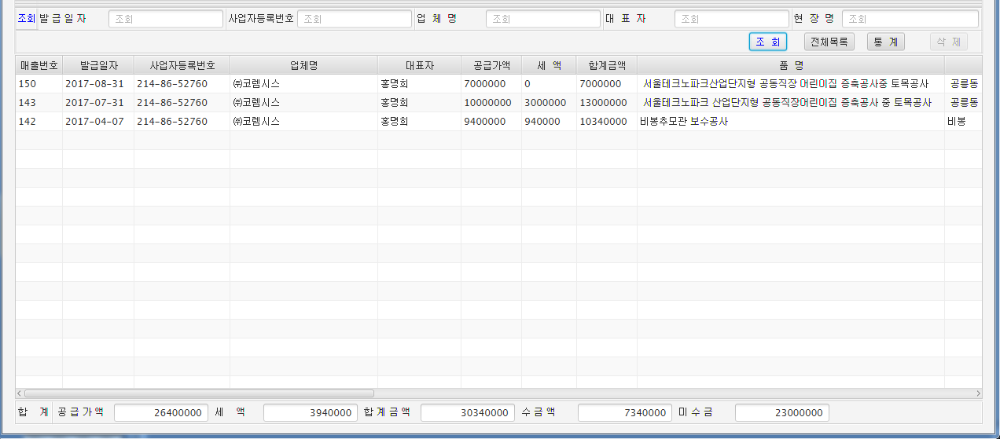 조회 발 급 일 자 조회 사업자등록번호 조회 업 체 명 조회 대 표 자 조회 현 장 명 조회
조 회 전체목록 통 계 삭 제
매출번호 발급일자 사업자등록번호 업체명 대표자 공급가액 세 액 합계금액 품 명
150 2017-08-31 214-86-52760 ㈜코렘시스 홍명희 7000000 0 7000000 서울테크노파크산업단지형 공동직장 어린이집 증축공사중 토목공사 공릉동
143 2017-07-31 214-86-52760 ㈜코렘시스 홍명희 10000000 3000000 13000000 서울테크노파크 산업단지형 공동직장어린이집 증축공사 중 토목공사 공릉동
142 2017-04-07 214-86-52760 ㈜코렘시스 홍명희 9400000 940000 10340000 비봉추모관 보수공사 비봉
합 계 공 급 가 액 26400000 세 액 3940000 합 계 금 액 30340000 수 금 액 7340000 미 수 금 23000000